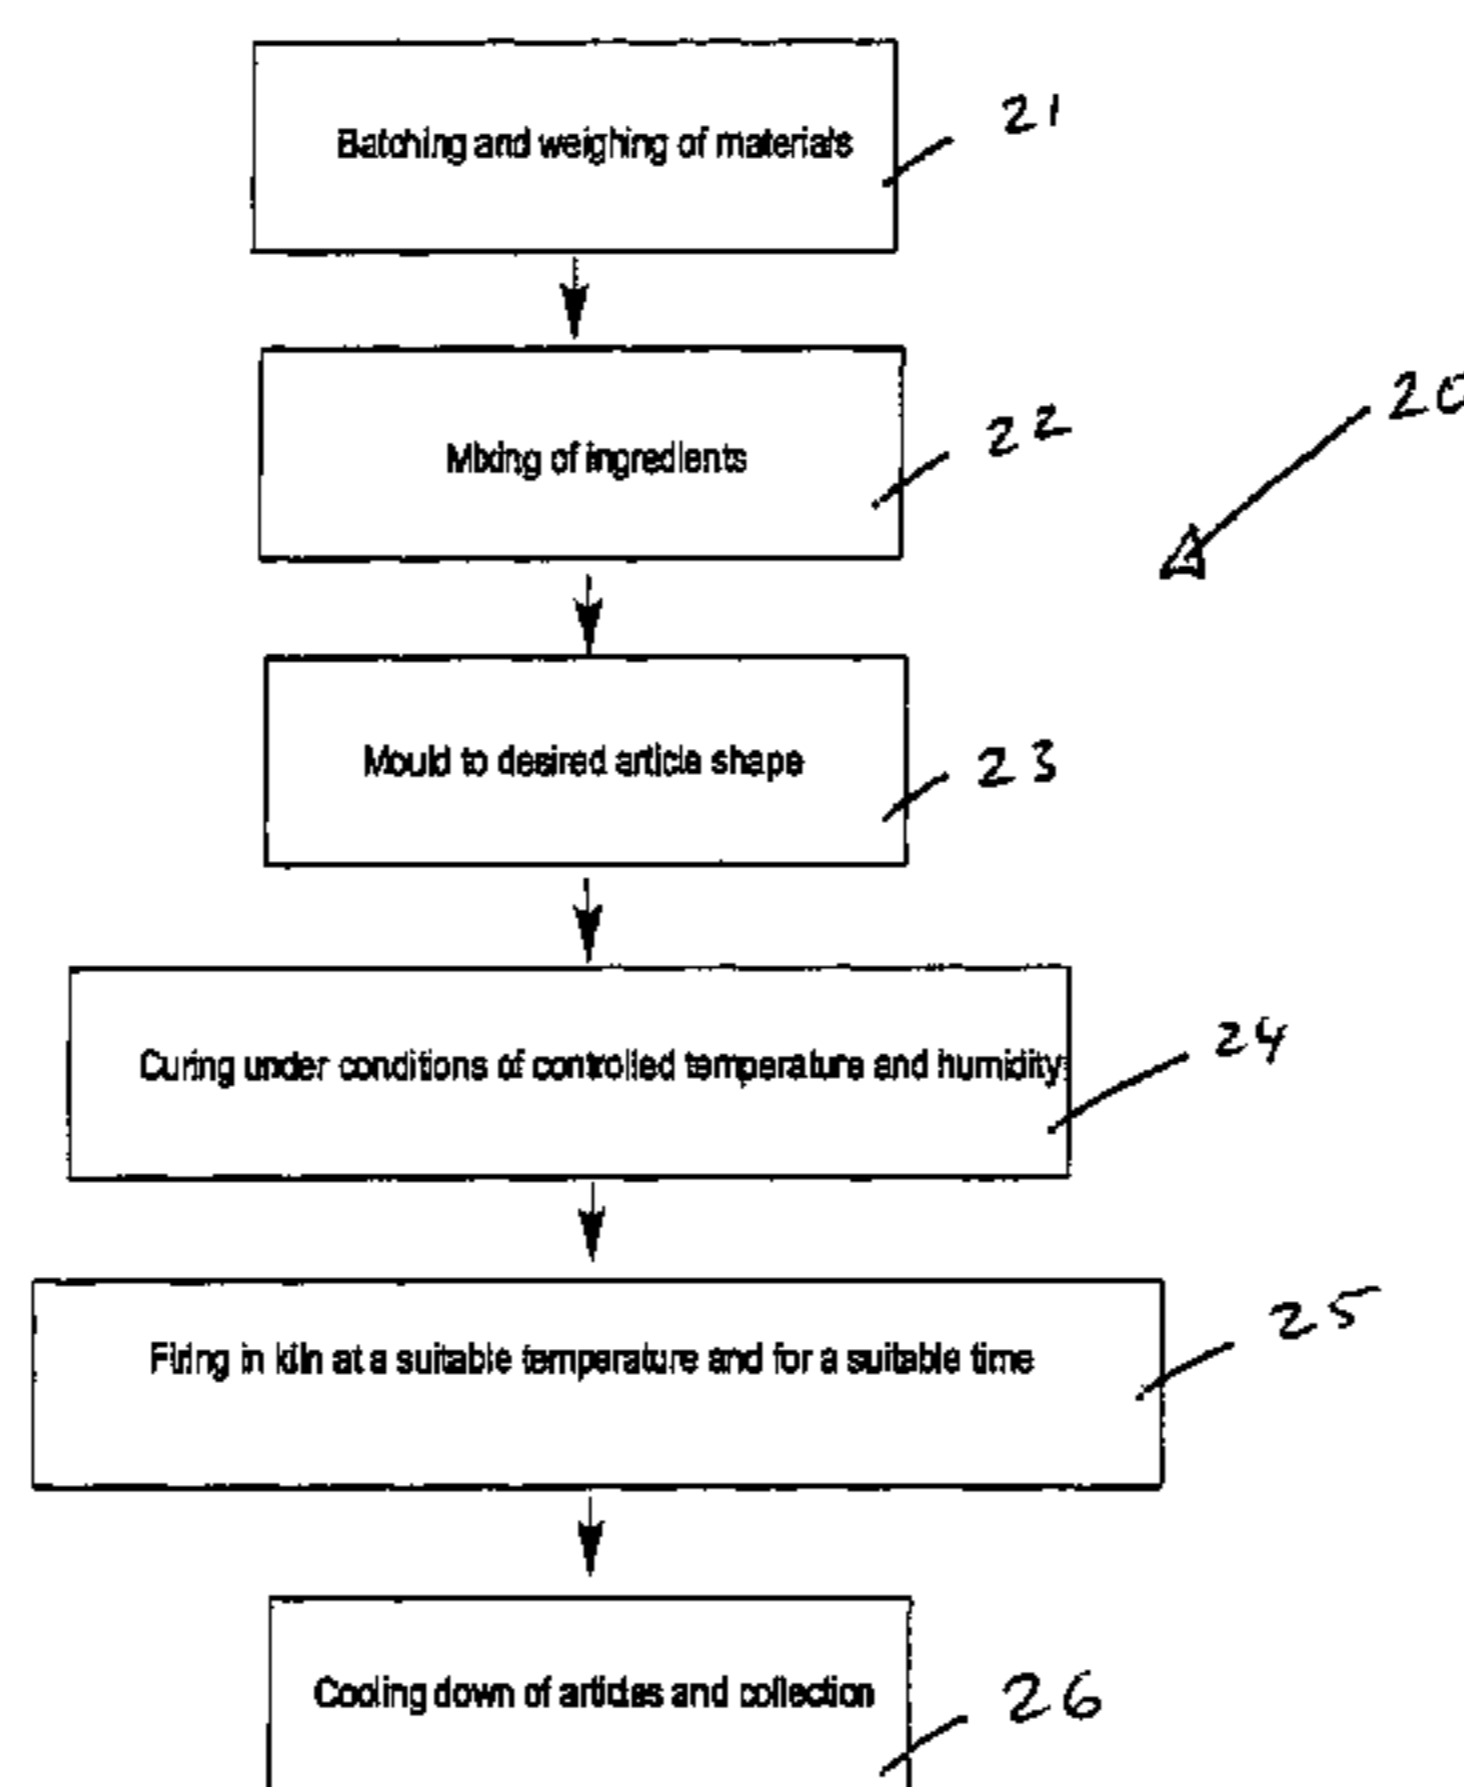 Batching and weighing of materials
21
Mixing of ingredients
22
20
Mould to desired article shape
23
Curing under conditions of controlled temperature and humidity
24
Firing in kiln at a suitable temperature and for a suitable time
25
Cooling down of articles and collection
26